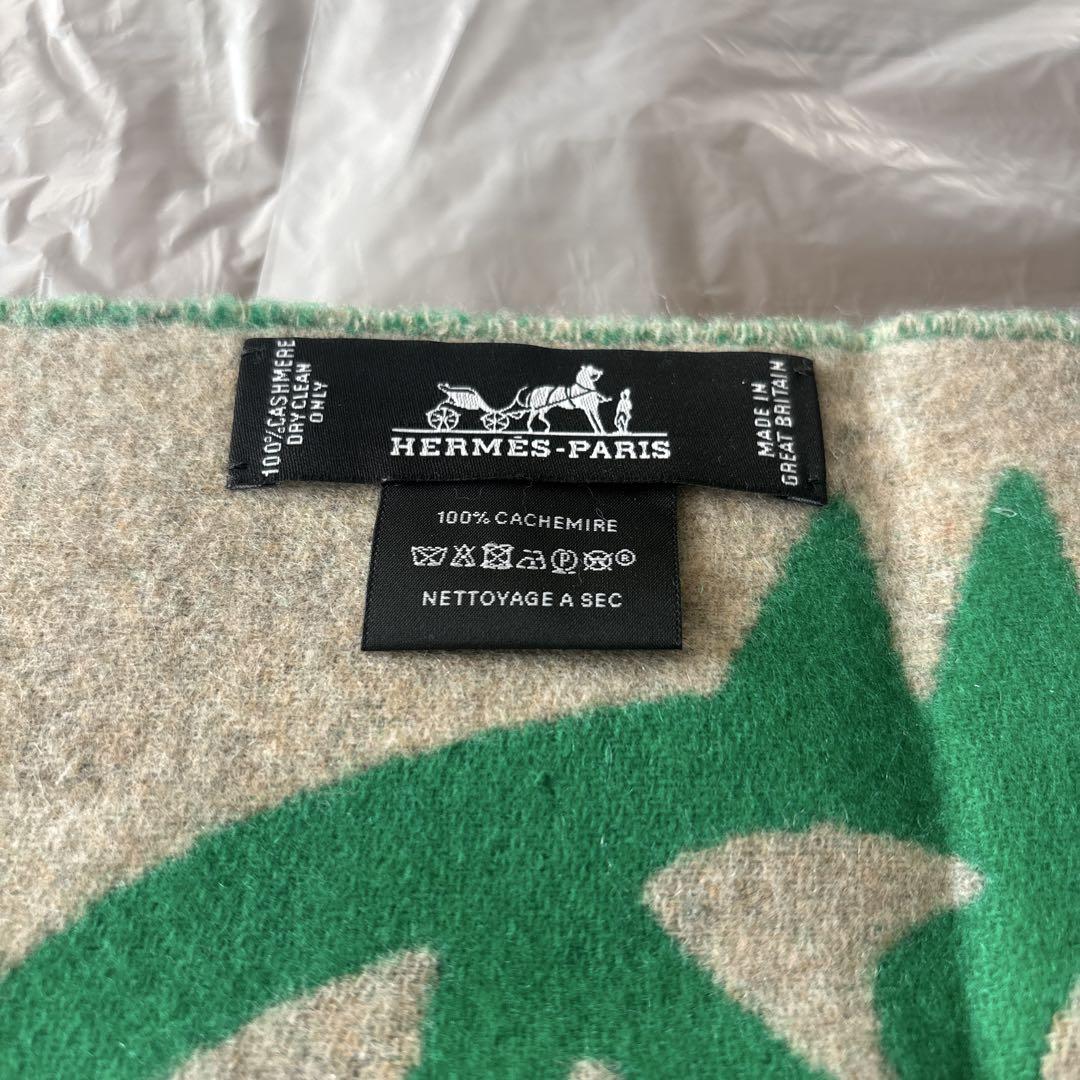 100% CASHMERE
DRY CLEAN
ONLY
HERMÈS-PARIS
MADE IN
GREAT BRITAIN
100% CACHEMIRE
P
NETTOYAGE A SEC